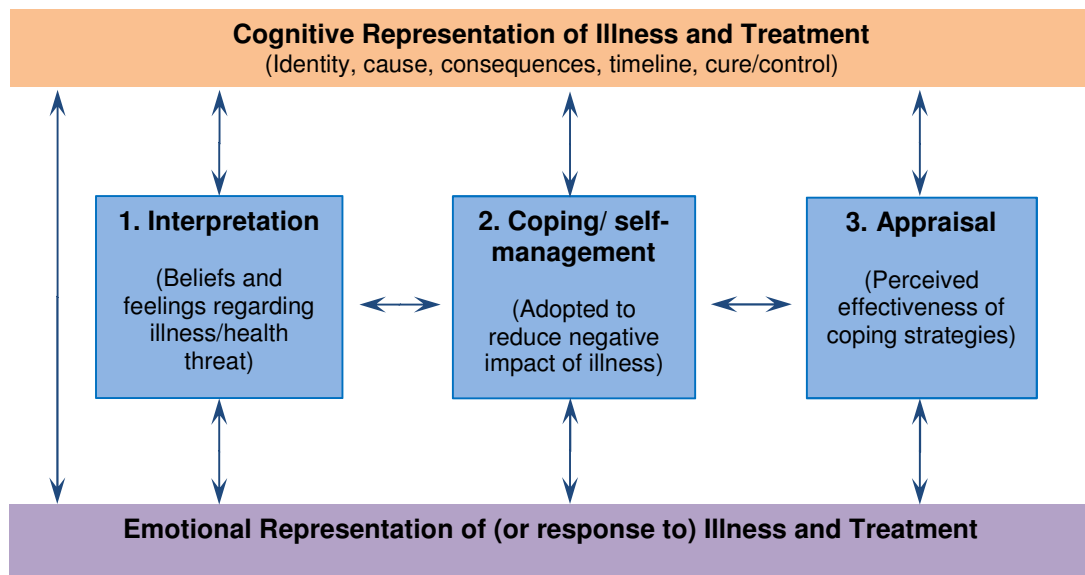 Cognitive Representation of Illness and Treatment
(Identity, cause, consequences, timeline, cure/control)
1. Interpretation
(Beliefs and
feelings regarding
illness/health
threat)
2. Coping/ self-
management
(Adopted to
reduce negative
impact of illness)
3. Appraisal
(Perceived
effectiveness of
coping strategies)
Emotional Representation of (or response to) Illness and Treatment